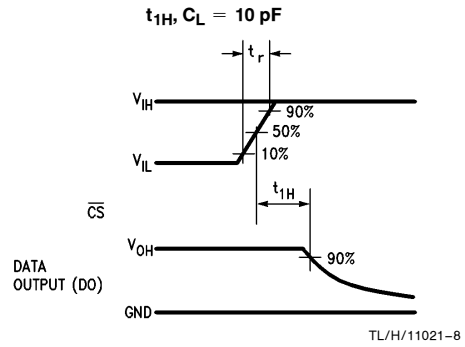 t1H, CL = 10 pF
tr
VIH
90%
50%
VIL
10%
t1H
C̅S̅
VOH
90%
DATA
OUTPUT (DO)
GND
TL/H/11021–8